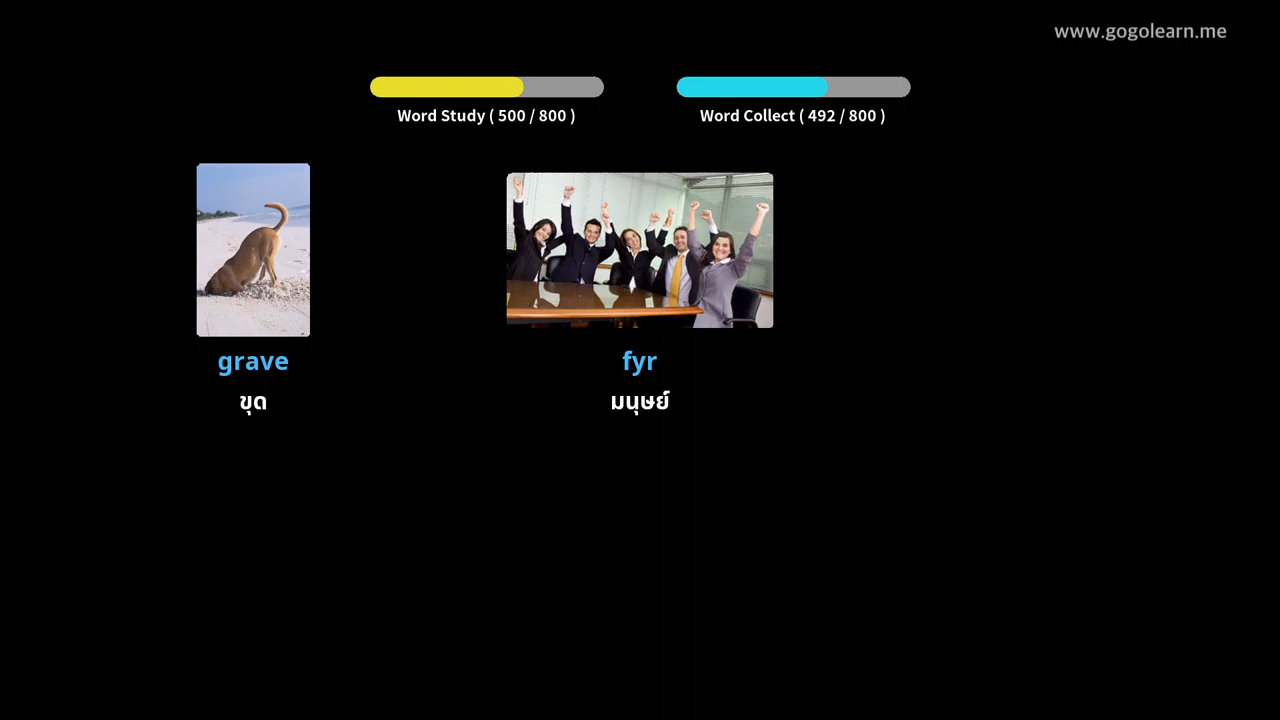 www.gogolearn.me
Word Study ( 500 / 800 )
Word Collect ( 492 / 800 )
grave
ขุด
fyr
มนุษย์